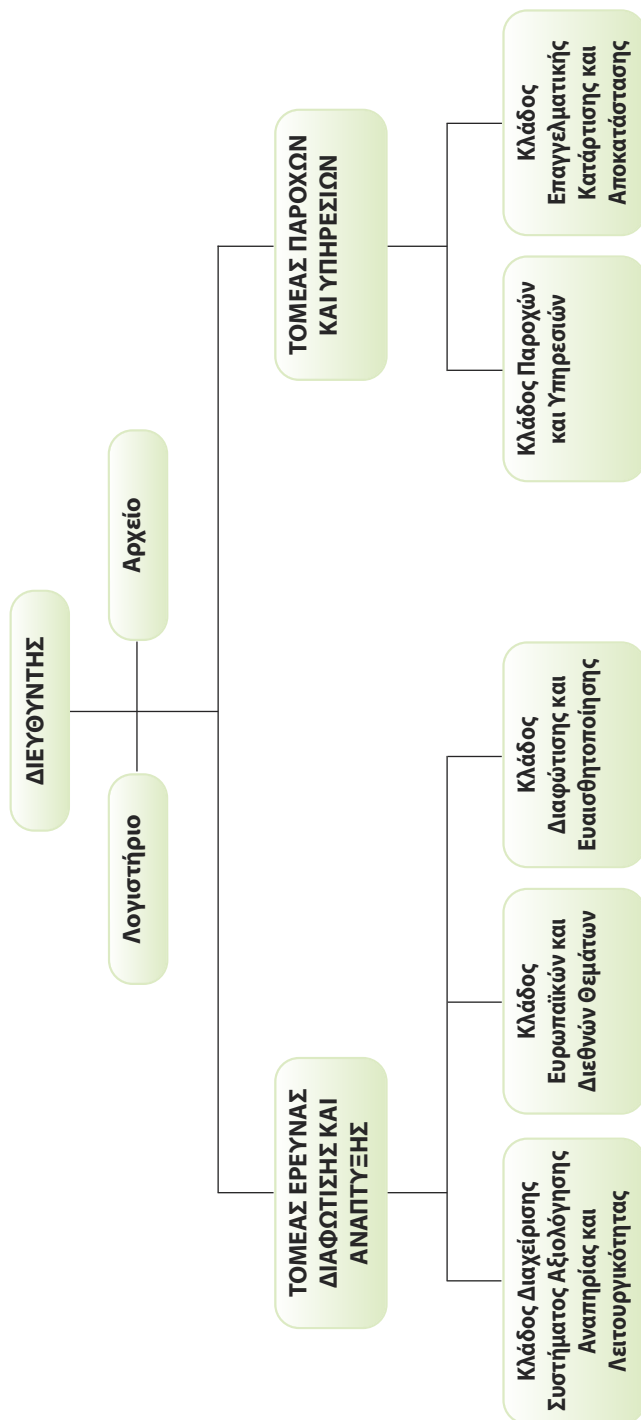 ΔΙΕΥΘΥΝΤΗΣ
Λογιστήριο
Αρχείο
ΤΟΜΕΑΣ ΕΡΕΥΝΑΣ
ΔΙΑΦΩΤΙΣΗΣ ΚΑΙ
ΑΝΑΠΤΥΞΗΣ
ΤΟΜΕΑΣ ΠΑΡΟΧΩΝ
ΚΑΙ ΥΠΗΡΕΣΙΩΝ
Κλάδος Διαχείρισης
Συστήματος Αξιολόγησης
Αναπηρίας και
Λειτουργικότητας
Κλάδος
Ευρωπαϊκών και
Διεθνών Θεμάτων
Κλάδος
Διαφώτισης και
Ευαισθητοποίησης
Κλάδος Παροχών
και Υπηρεσιών
Κλάδος
Επαγγελματικής
Κατάρτισης και
Αποκατάστασης